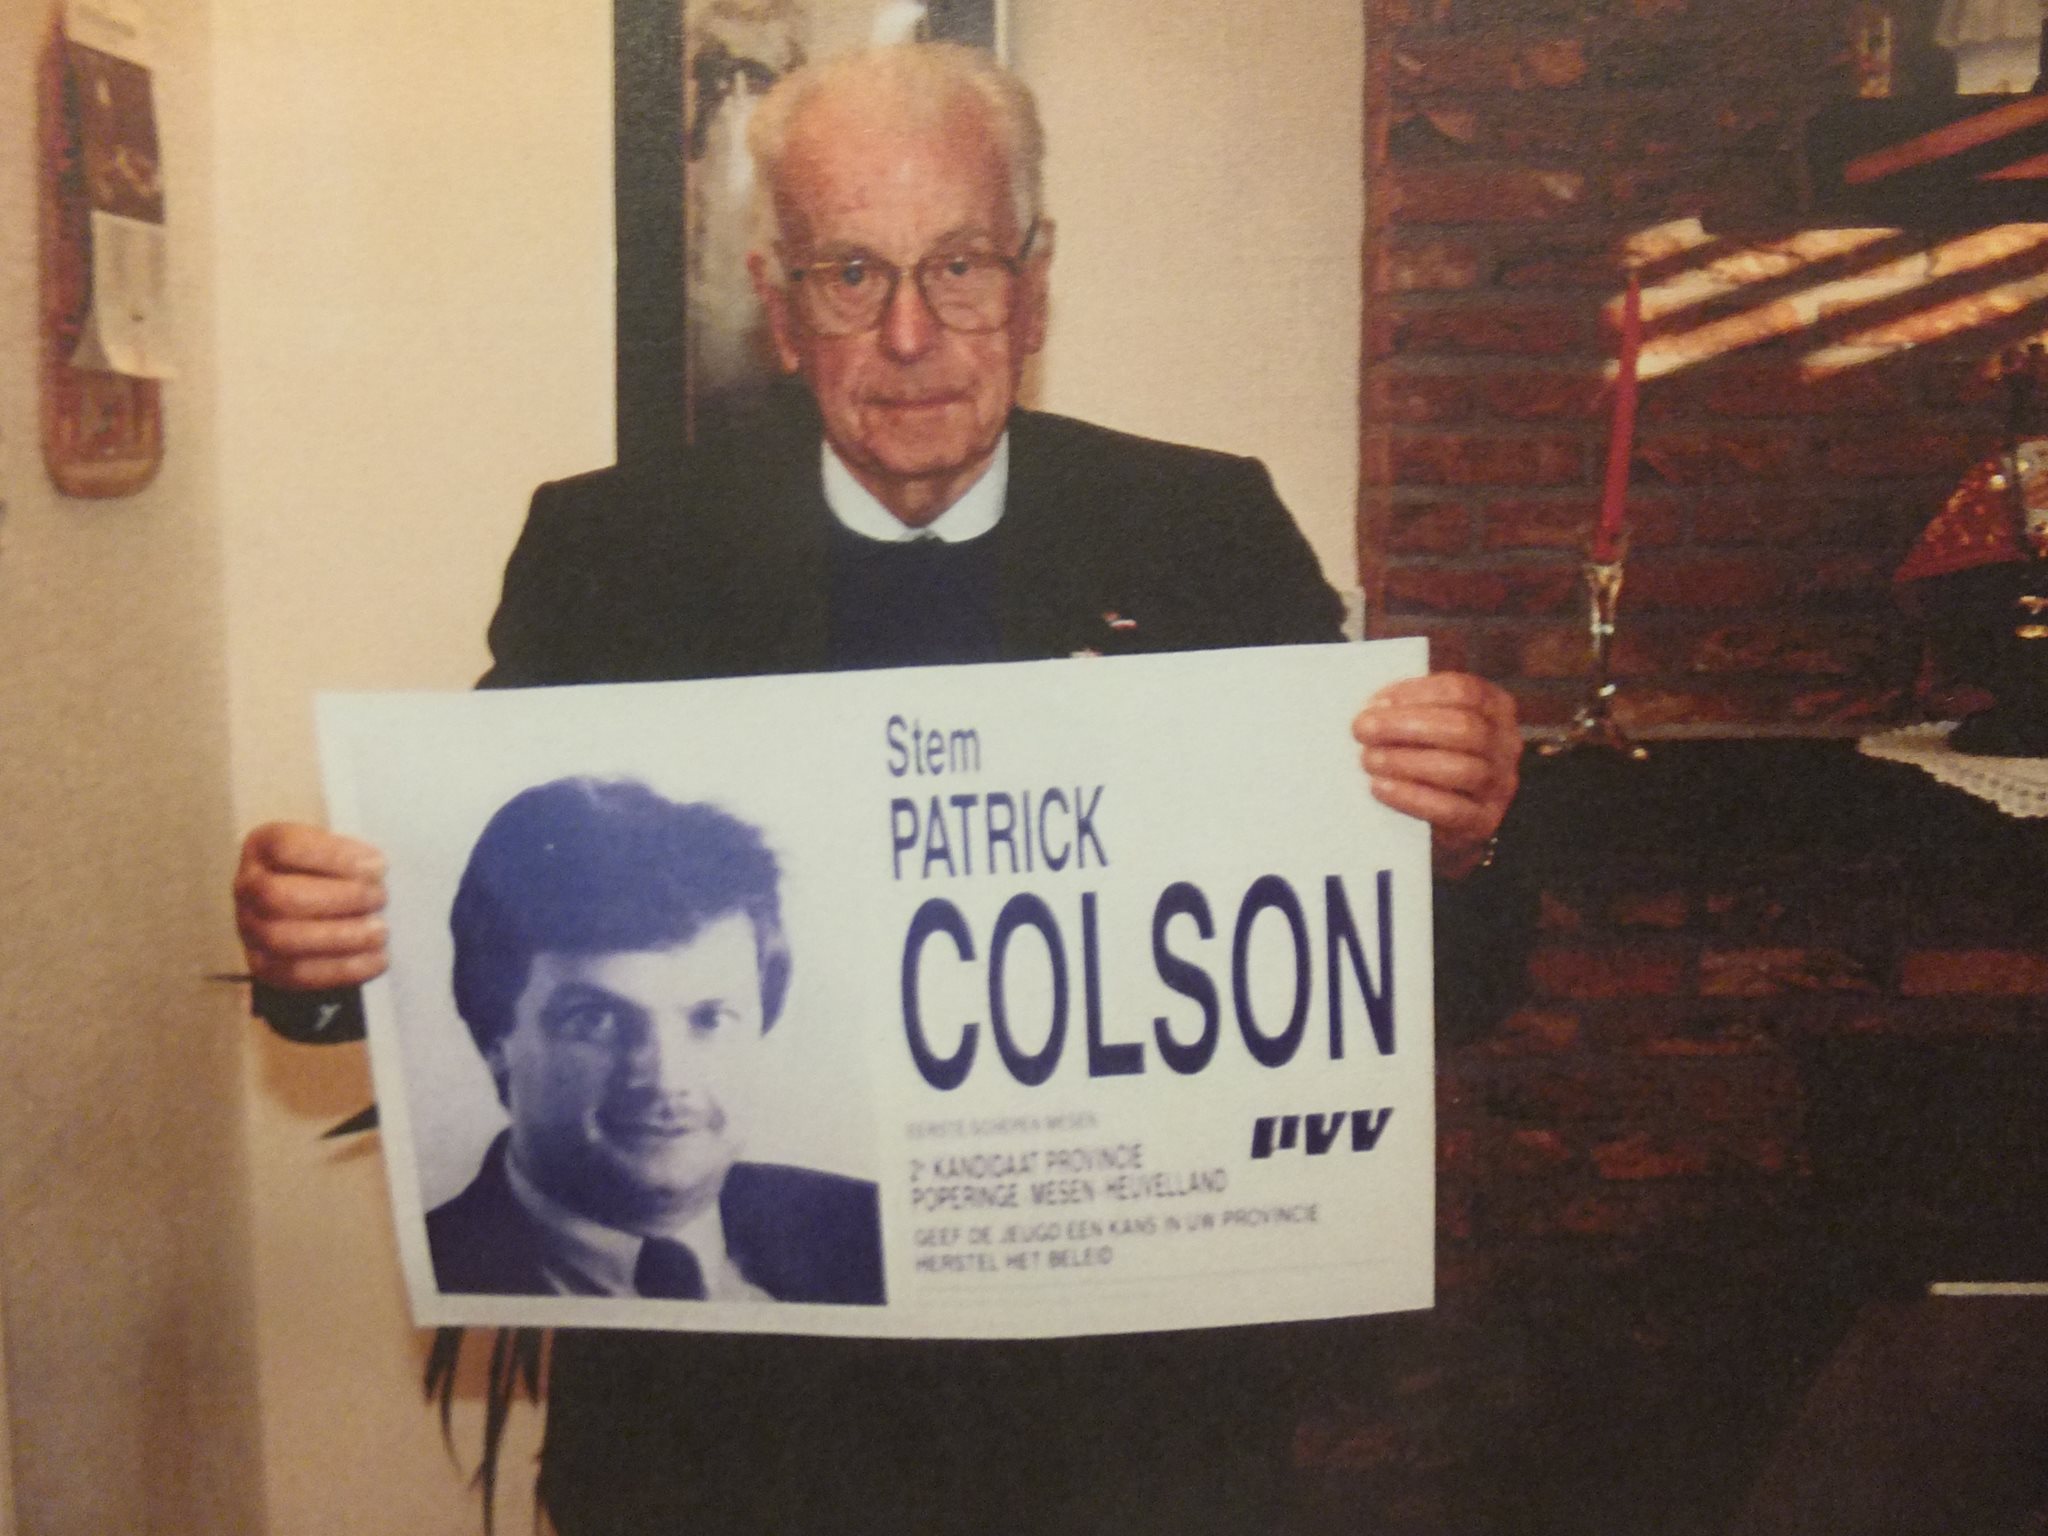 Stem
PATRICK
COLSON
EERSTE SCHEPEN MESEN
PVV
2e KANDIGAAT PROVINCIE
POPERINGE-MESEN-HEUVELLAND
GEEF DE JEUGD EEN KANS IN UW PROVINCIE
HERSTEL HET BELEID